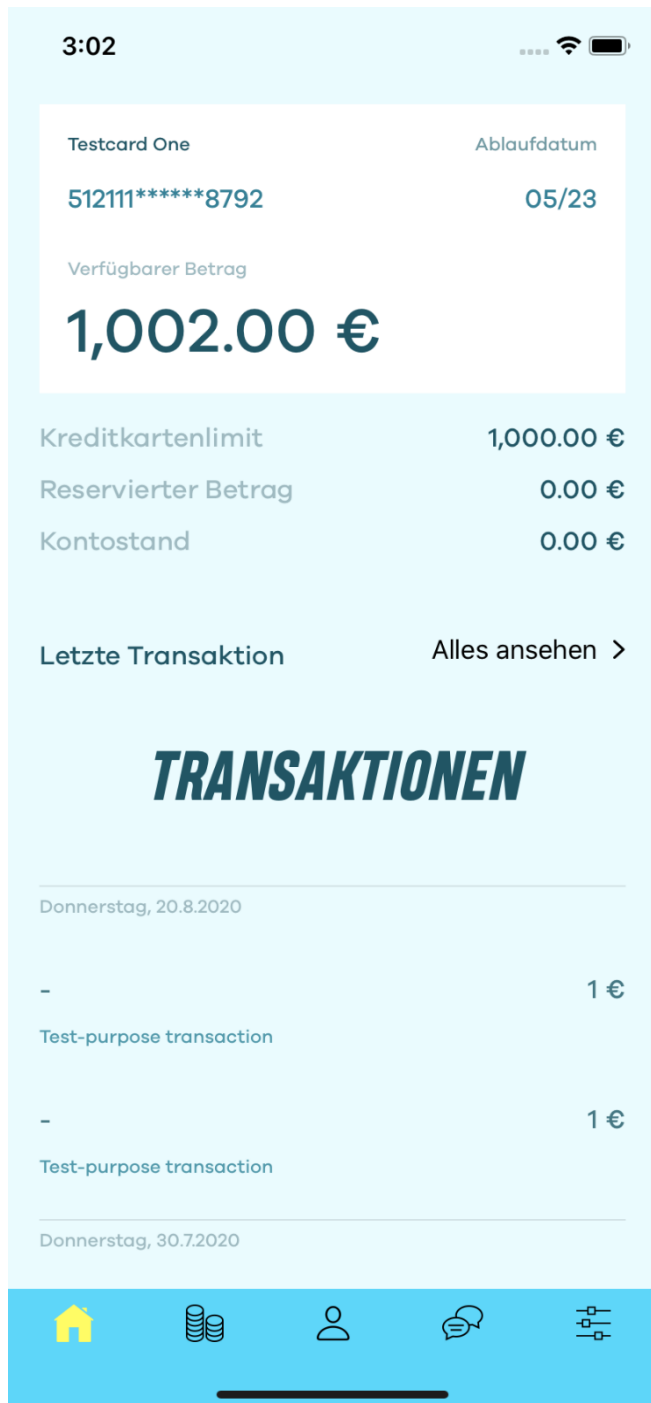 3:02
Testcard One Ablaufdatum
512111******8792 05/23
Verfügbarer Betrag
1,002.00 €
Kreditkartenlimit 1,000.00 €
Reservierter Betrag 0.00 €
Kontostand 0.00 €
Letzte Transaktion Alles ansehen >
TRANSAKTIONEN
Donnerstag, 20.8.2020
- 1 €
Test-purpose transaction
- 1 €
Test-purpose transaction
Donnerstag, 30.7.2020